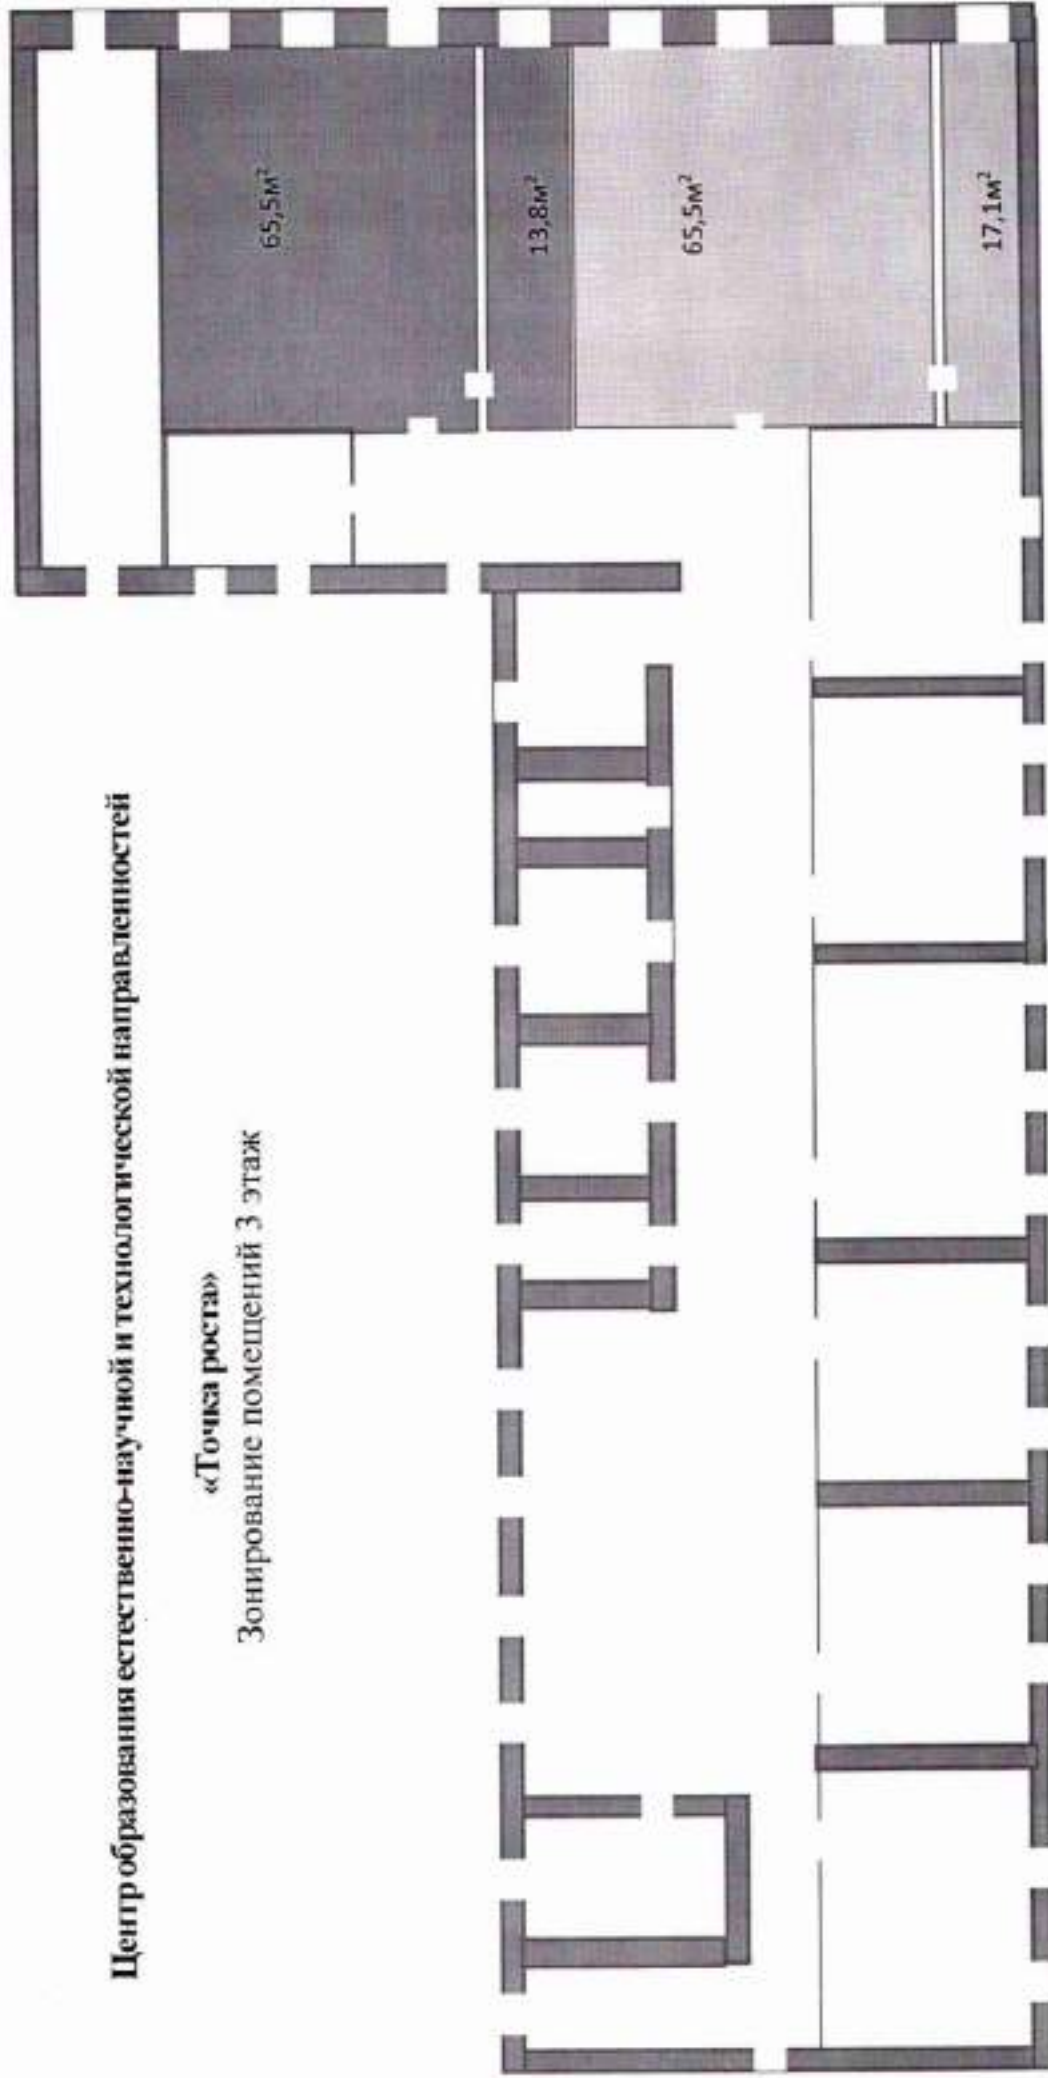 Центр образования естественно-научной и технологической направленностей
«Точка роста»
Зонирование помещений 3 этаж
65,5м²
13,8м²
65,5м²
17,1м²